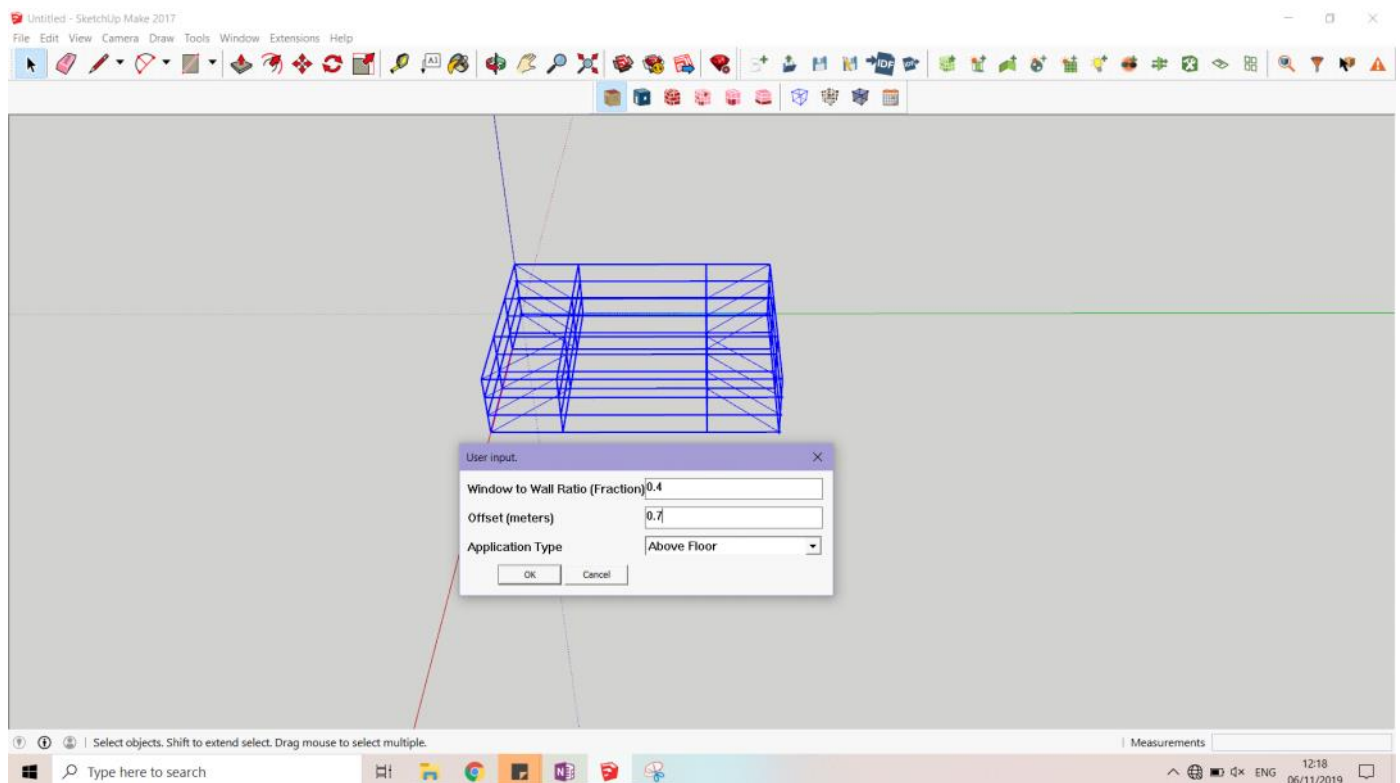 Untitled - SketchUp Make 2017
File Edit View Camera Draw Tools Window Extensions Help
A1
IDF
User input.
Window to Wall Ratio (Fraction) 0.4
Offset (meters) 0.7
Application Type Above Floor
OK Cancel
Select objects. Shift to extend select. Drag mouse to select multiple.
Measurements
Type here to search
ENG
12:18
06/11/2019